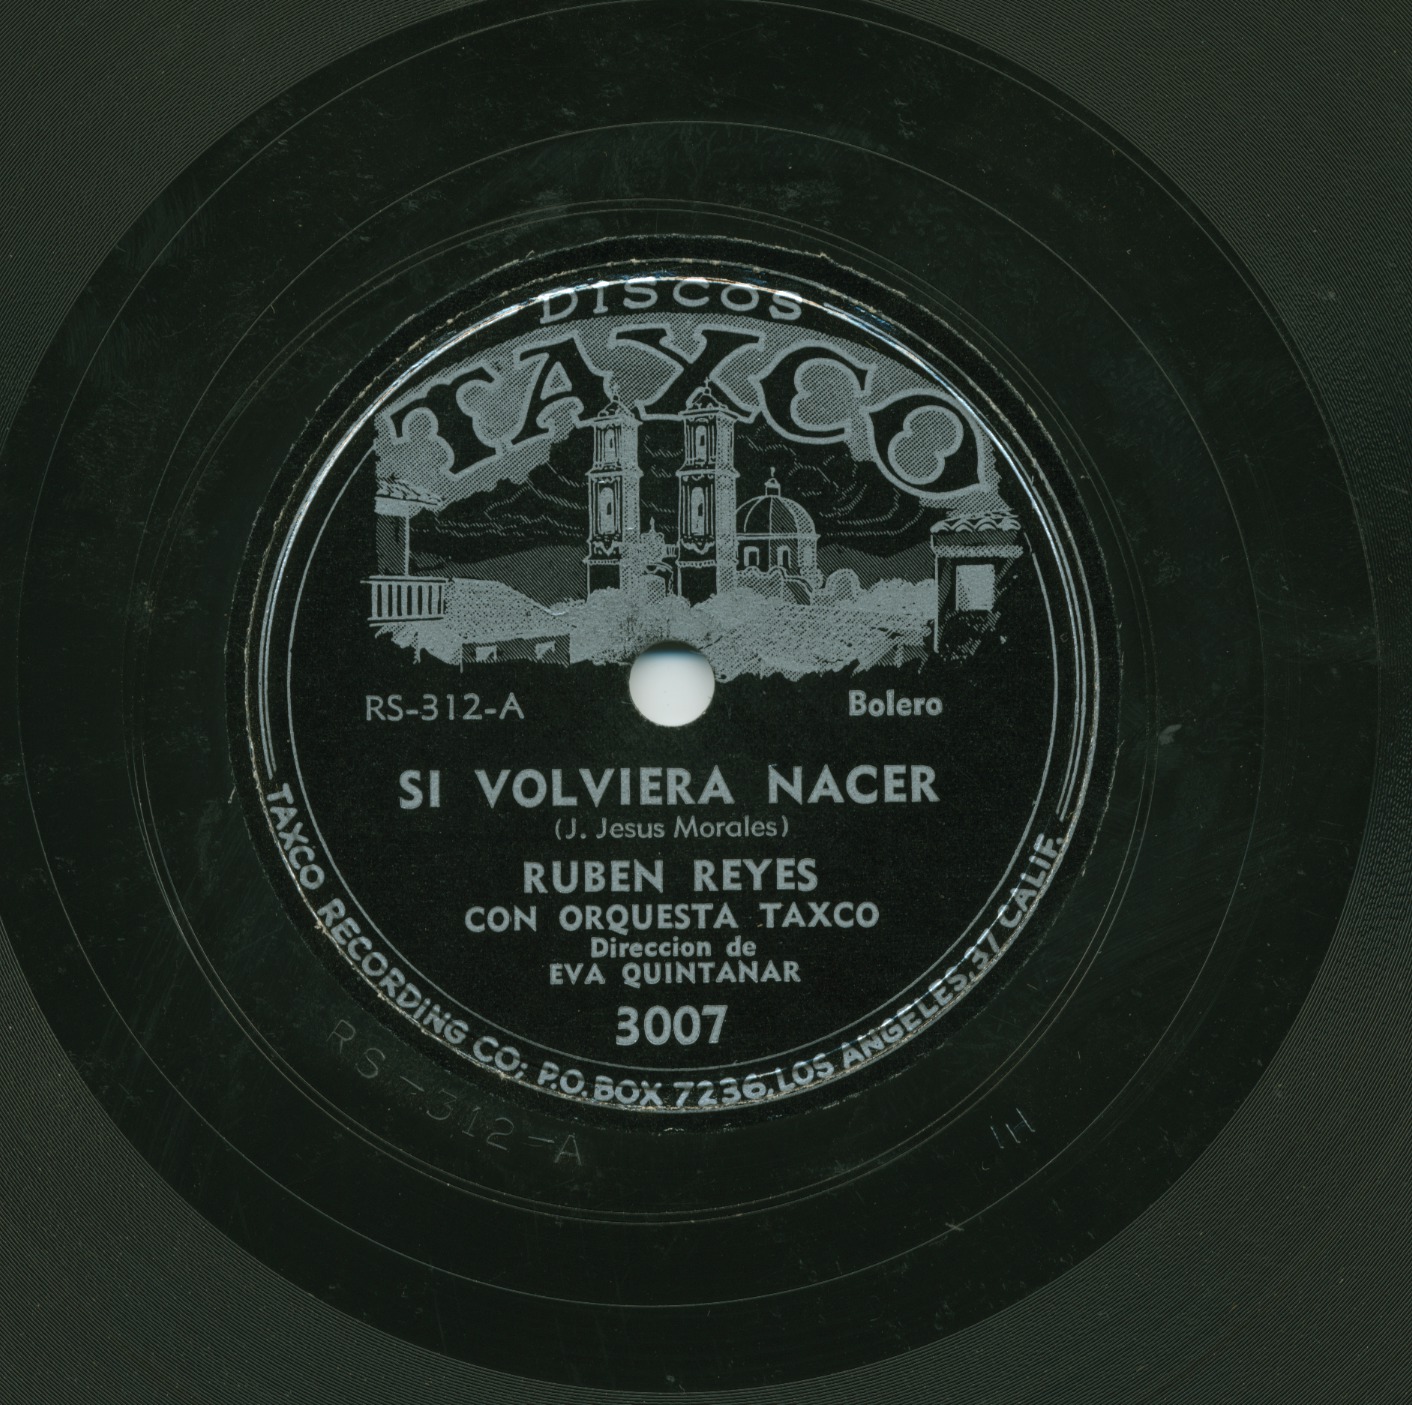 DISCOS
TAXCO
RS-312-A
Bolero
SI VOLVIERA NACER
(J. Jesus Morales)
RUBEN REYES
CON ORQUESTA TAXCO
Direccion de
EVA QUINTANAR
3007
TAXCO RECORDING CO; P.O. BOX 7236, LOS ANGELES, 37 CALIF.
RS-312-A